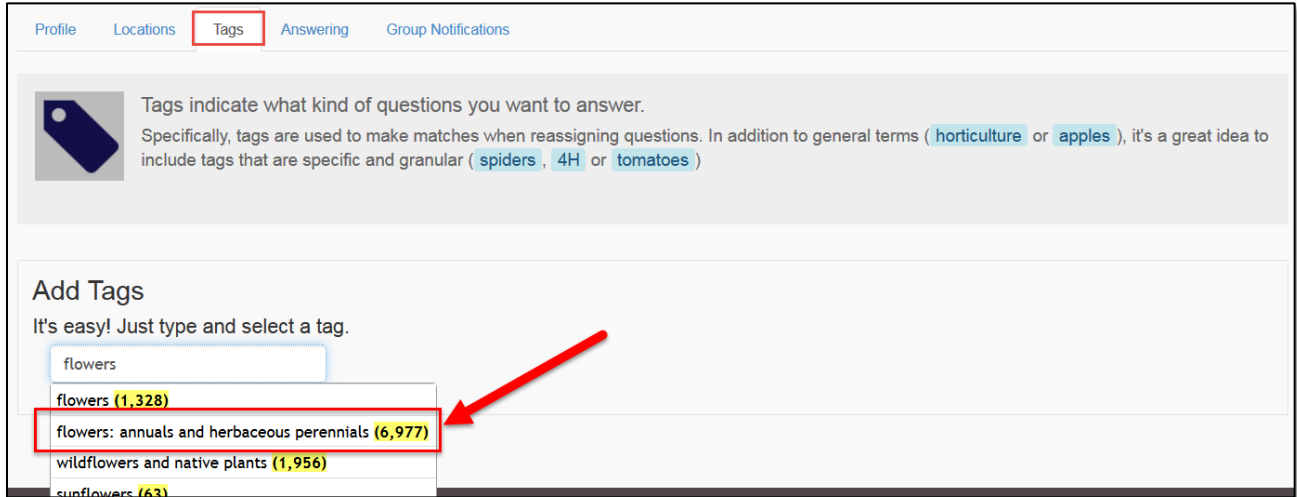 Profile Locations Tags Answering Group Notifications
Tags indicate what kind of questions you want to answer.
Specifically, tags are used to make matches when reassigning questions. In addition to general terms ( horticulture or apples ), it's a great idea to
include tags that are specific and granular ( spiders , 4H or tomatoes )
Add Tags
It's easy! Just type and select a tag.
flowers
flowers (1,328)
flowers: annuals and herbaceous perennials (6,977)
wildflowers and native plants (1,956)
sunflowers (63)